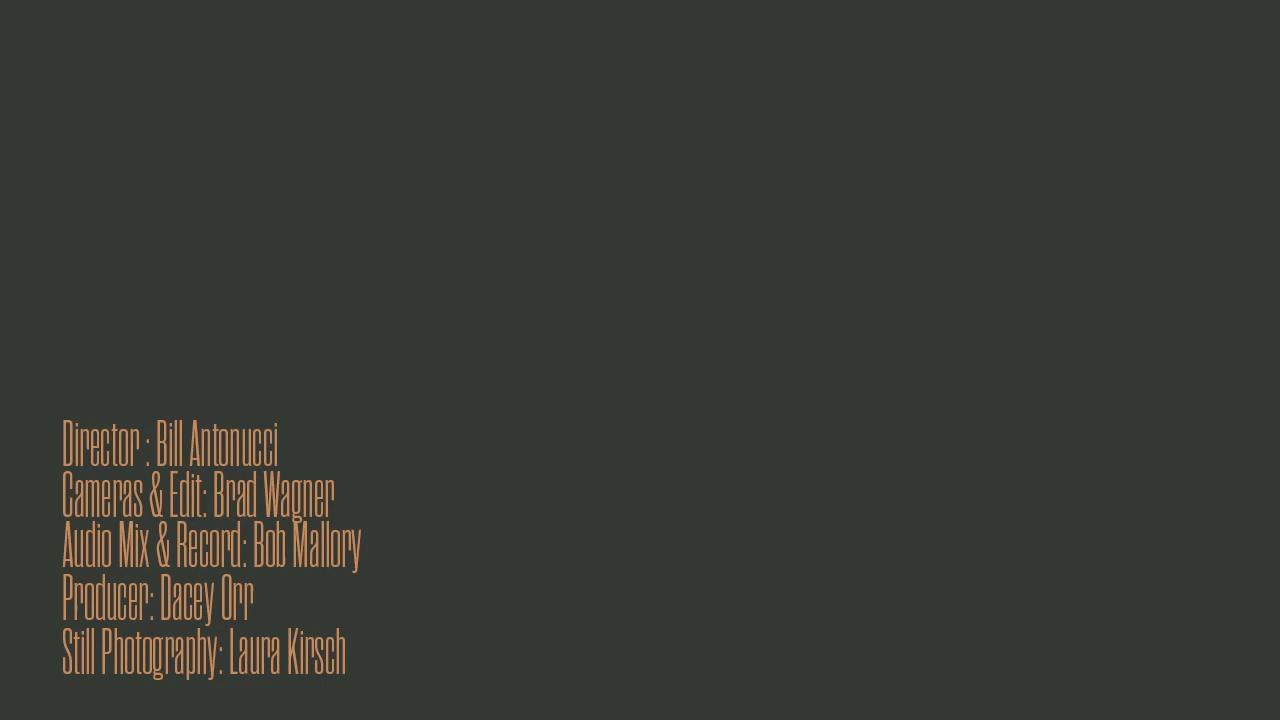 Director : Bill Antonucci
Cameras & Edit: Brad Wagner
Audio Mix & Record: Bob Mallory
Producer: Dacey Orr
Still Photography: Laura Kirsch